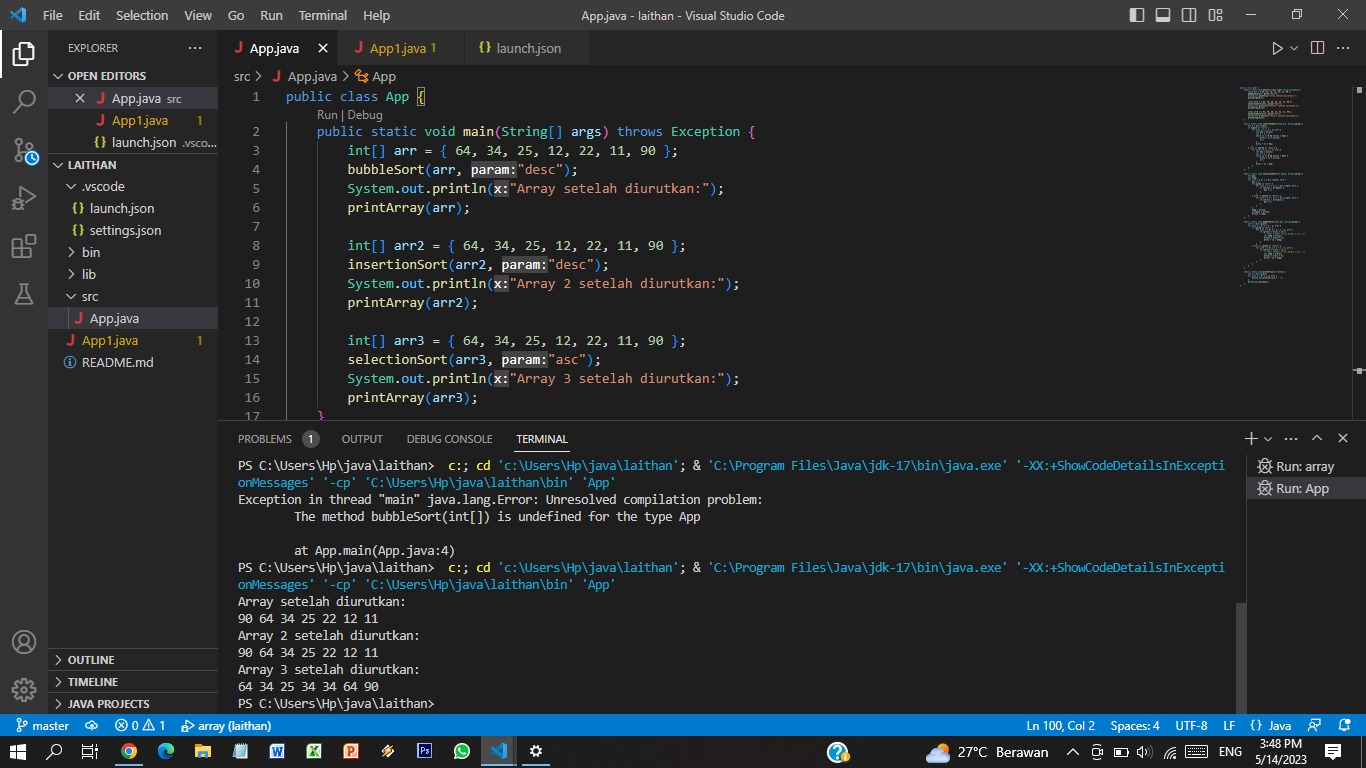 File Edit Selection View Go Run Terminal Help
App.java - laithan - Visual Studio Code
EXPLORER
OPEN EDITORS
App.java src
App1.java 1
launch.json .vsco...
LAITHAN
.vscode
launch.json
settings.json
bin
lib
src
App.java
App1.java 1
README.md
OUTLINE
TIMELINE
JAVA PROJECTS
App.java App1.java 1 launch.json
src > App.java > App
1 public class App {
Run | Debug
2 public static void main(String[] args) throws Exception {
3 int[] arr = { 64, 34, 25, 12, 22, 11, 90 };
4 bubbleSort(arr, param:"desc");
5 System.out.println(x:"Array setelah diurutkan:");
6 printArray(arr);
7
8 int[] arr2 = { 64, 34, 25, 12, 22, 11, 90 };
9 insertionSort(arr2, param:"desc");
10 System.out.println(x:"Array 2 setelah diurutkan:");
11 printArray(arr2);
12
13 int[] arr3 = { 64, 34, 25, 12, 22, 11, 90 };
14 selectionSort(arr3, param:"asc");
15 System.out.println(x:"Array 3 setelah diurutkan:");
16 printArray(arr3);
17 }
PROBLEMS 1 OUTPUT DEBUG CONSOLE TERMINAL
PS C:\Users\Hp\java\laithan> c:; cd 'c:\Users\Hp\java\laithan'; & 'C:\Program Files\Java\jdk-17\bin\java.exe' '-XX:+ShowCodeDetailsInExcepti
onMessages' '-cp' 'C:\Users\Hp\java\laithan\bin' 'App'
Exception in thread "main" java.lang.Error: Unresolved compilation problem:
The method bubbleSort(int[]) is undefined for the type App
at App.main(App.java:4)
PS C:\Users\Hp\java\laithan> c:; cd 'c:\Users\Hp\java\laithan'; & 'C:\Program Files\Java\jdk-17\bin\java.exe' '-XX:+ShowCodeDetailsInExcepti
onMessages' '-cp' 'C:\Users\Hp\java\laithan\bin' 'App'
Array setelah diurutkan:
90 64 34 25 22 12 11
Array 2 setelah diurutkan:
90 64 34 25 22 12 11
Array 3 setelah diurutkan:
64 34 25 34 34 64 90
PS C:\Users\Hp\java\laithan>
Run: array
Run: App
master 0 1 array (laithan)
Ln 100, Col 2 Spaces: 4 UTF-8 LF {} Java
27°C Berawan ENG
3:48 PM
5/14/2023